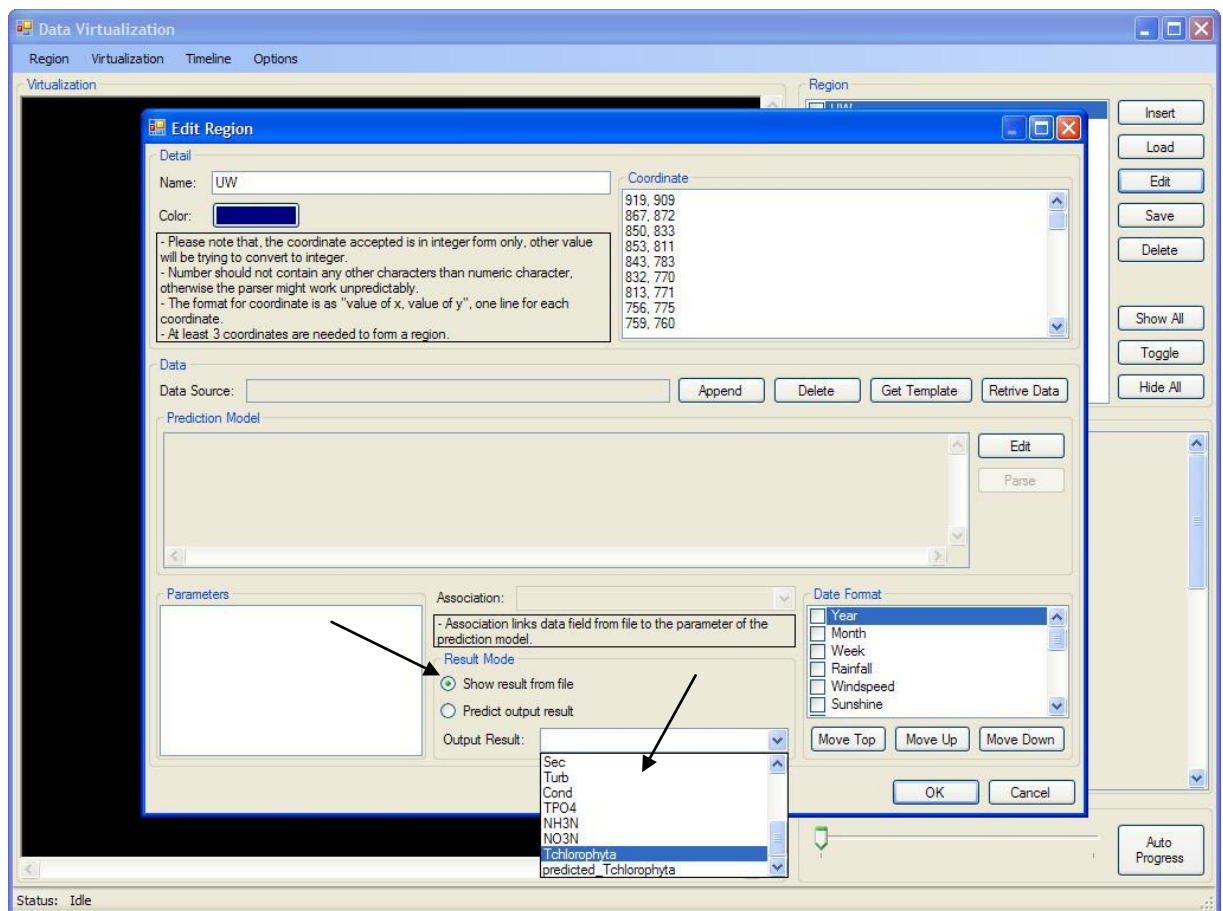 Data Virtualization
Region Virtualization Timeline Options
Virtualization
Region
UW
Insert
Load
Edit
Save
Delete
Show All
Toggle
Hide All
Edit Region
Detail
Name: UW
Color:
- Please note that, the coordinate accepted is in integer form only, other value
will be trying to convert to integer.
- Number should not contain any other characters than numeric character,
otherwise the parser might work unpredictably.
- The format for coordinate is as "value of x, value of y", one line for each
coordinate.
- At least 3 coordinates are needed to form a region.
Coordinate
919, 909
867, 872
850, 833
853, 811
843, 783
832, 770
813, 771
756, 775
759, 760
Data
Data Source: Append Delete Get Template Retrive Data
Prediction Model
Edit
Parse
Parameters
Association:
- Association links data field from file to the parameter of the
prediction model.
Result Mode
Show result from file
Predict output result
Output Result:
Sec
Turb
Cond
TPO4
NH3N
NO3N
Tchlorophyta
predicted_Tchlorophyta
Date Format
Year
Month
Week
Rainfall
Windspeed
Sunshine
Move Top Move Up Move Down
OK Cancel
Auto
Progress
Status: Idle